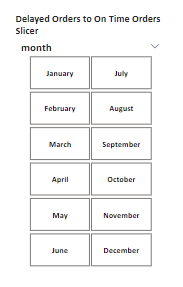 Delayed Orders to On Time Orders
Slicer
month
January July
February August
March September
April October
May November
June December